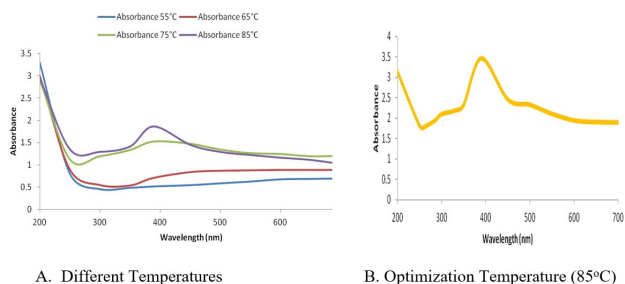 Absorbance 55°C Absorbance 65°C
Absorbance 75°C Absorbance 85°C
3.5
3
2.5
2
1.5
1
0.5
0
Absorbance
200 300 400 500 600
Wavelength (nm)
A. Different Temperatures
4
3.5
3
2.5
2
1.5
1
0.5
0
Absorbance
200 300 400 500 600 700
Wavelength (nm)
B. Optimization Temperature (85°C)